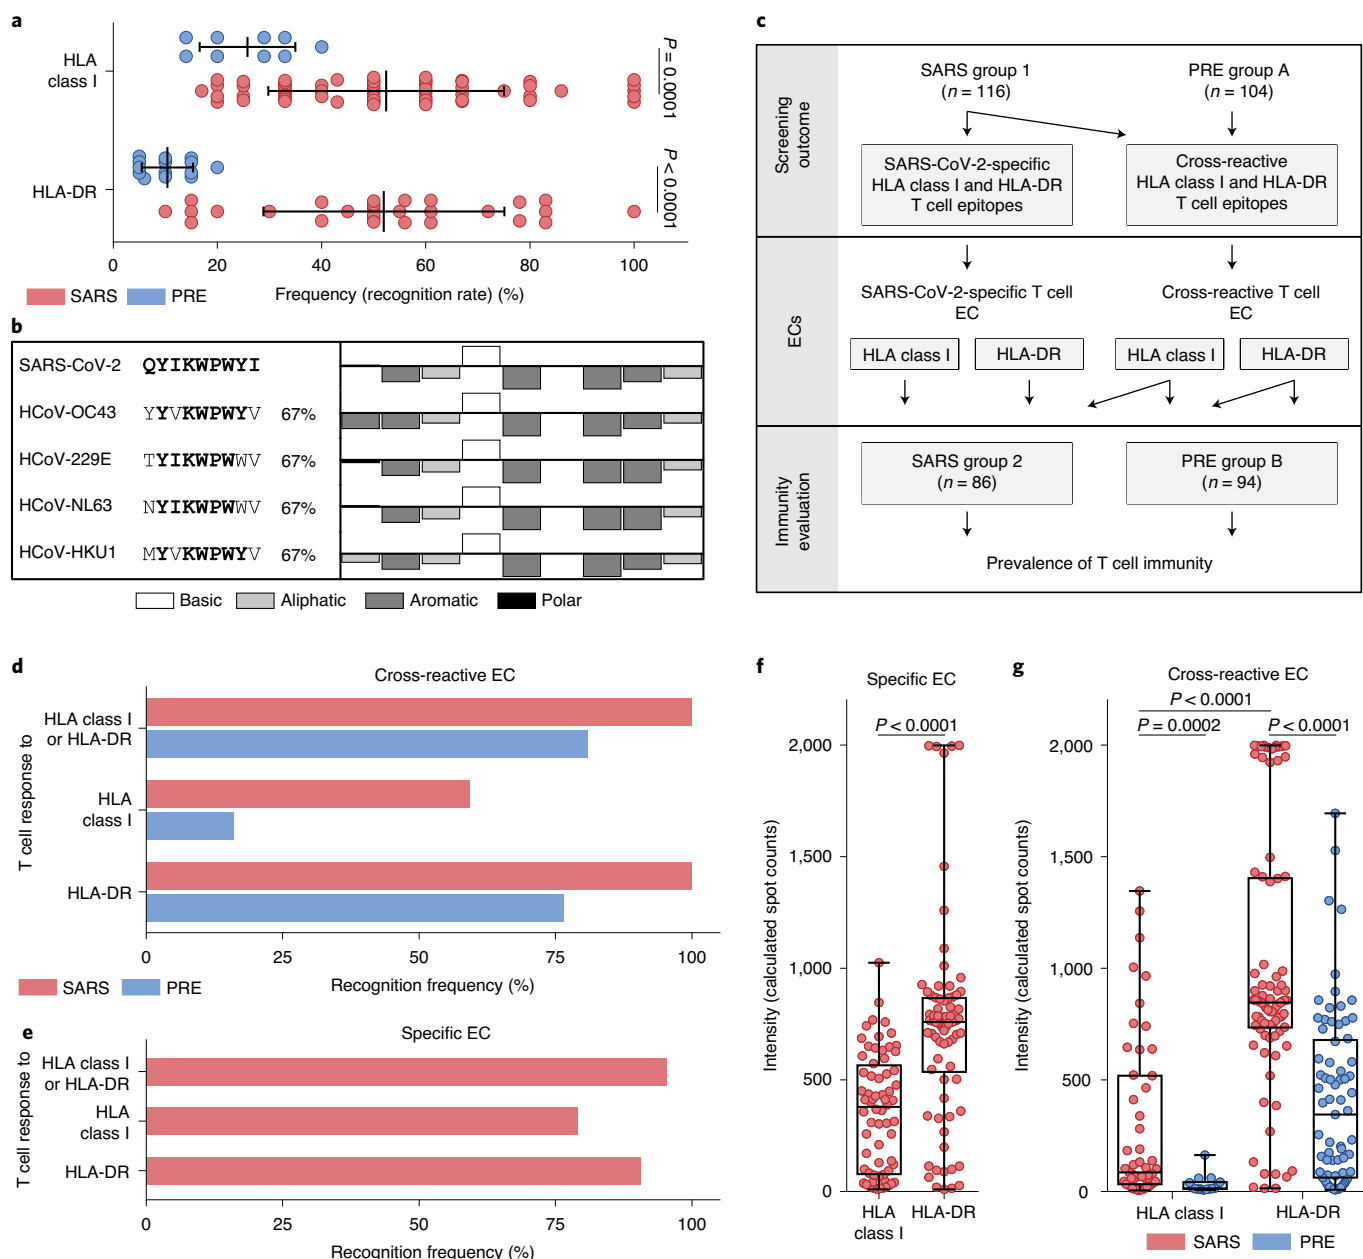 a
HLA
class I
P = 0.0001
HLA-DR
P < 0.0001
0
20
40
60
80
100
SARS
PRE
Frequency (recognition rate) (%)
b
SARS-CoV-2 QYIKWPWYI
HCoV-OC43 YYVKWPWYV 67%
HCoV-229E TYIKWPWWV 67%
HCoV-NL63 NYIKWPWWV 67%
HCoV-HKU1 MYVKWPWYV 67%
Basic
Aliphatic
Aromatic
Polar
c
Screening
outcome
SARS group 1
(n = 116)
PRE group A
(n = 104)
SARS-CoV-2-specific
HLA class I and HLA-DR
T cell epitopes
Cross-reactive
HLA class I and HLA-DR
T cell epitopes
ECs
SARS-CoV-2-specific T cell
EC
Cross-reactive T cell
EC
HLA class I
HLA-DR
HLA class I
HLA-DR
Immunity
evaluation
SARS group 2
(n = 86)
PRE group B
(n = 94)
Prevalence of T cell immunity
d
Cross-reactive EC
T cell response to
HLA class I
or HLA-DR
HLA
class I
HLA-DR
0
25
50
75
100
SARS
PRE
Recognition frequency (%)
e
Specific EC
T cell response to
HLA class I
or HLA-DR
HLA
class I
HLA-DR
0
25
50
75
100
Recognition frequency (%)
f
Specific EC
P < 0.0001
Intensity (calculated spot counts)
2,000
1,500
1,000
500
0
HLA
class I
HLA-DR
g
Cross-reactive EC
P < 0.0001
P = 0.0002
P < 0.0001
Intensity (calculated spot counts)
2,000
1,500
1,000
500
0
HLA class I
HLA-DR
SARS
PRE